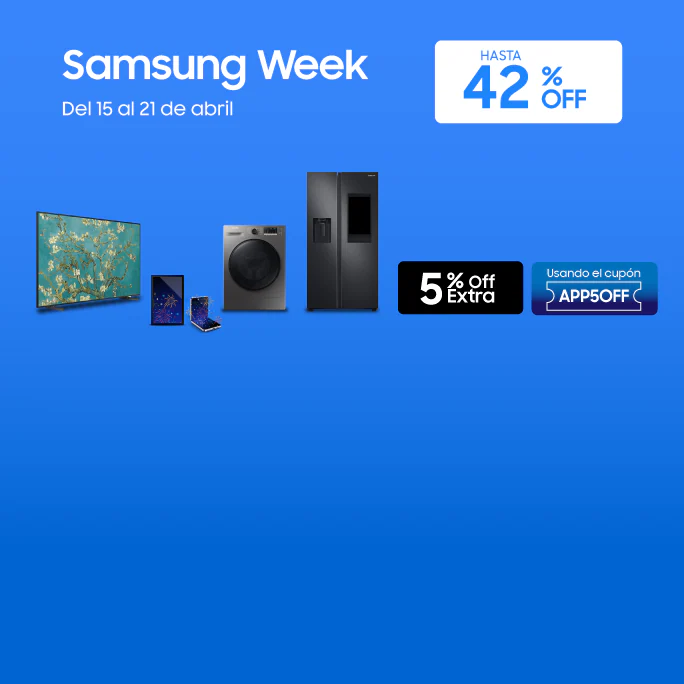 Samsung Week
Del 15 al 21 de abril
HASTA
42 % OFF
5 % Off Extra
Usando el cupón
APP5OFF